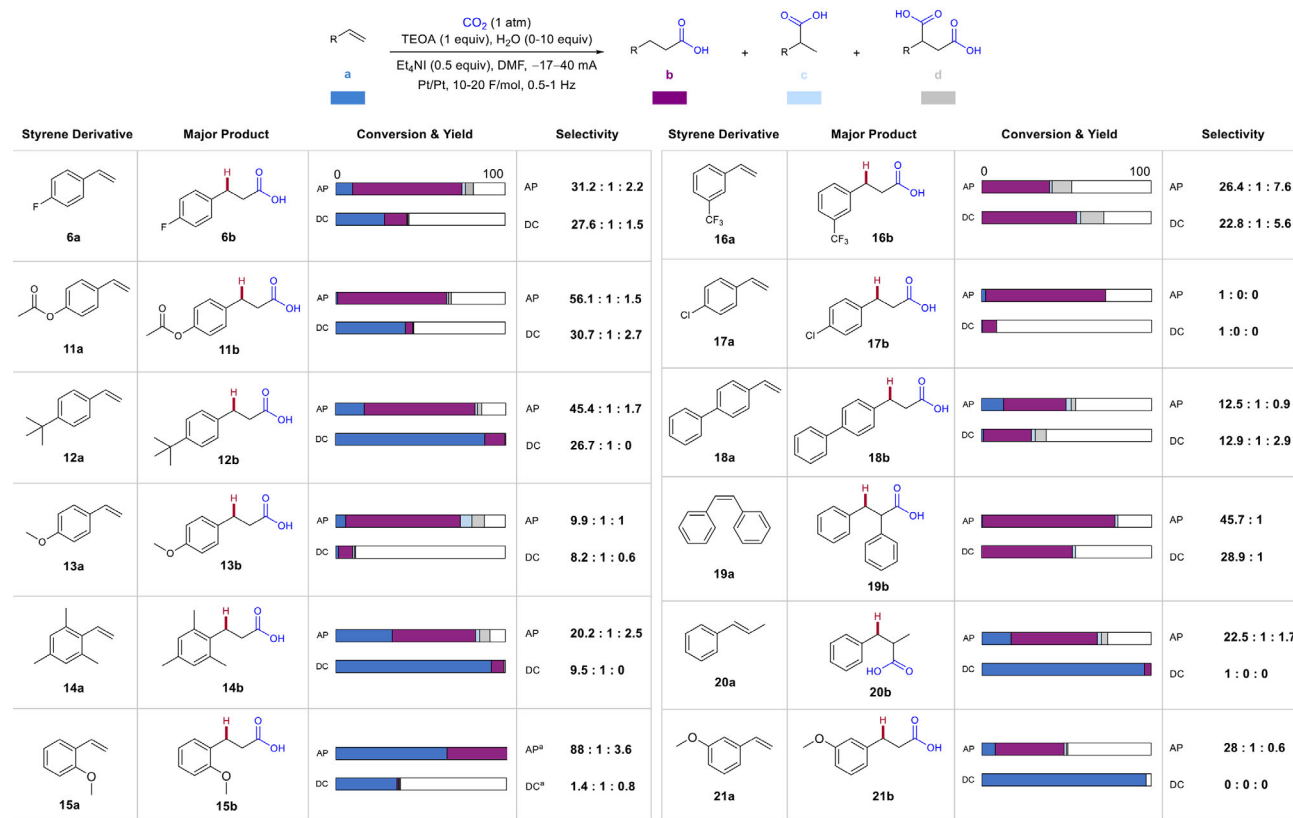 CO2 (1 atm)
TEOA (1 equiv), H2O (0-10 equiv)
Et4NI (0.5 equiv), DMF, −17–40 mA
Pt/Pt, 10-20 F/mol, 0.5-1 Hz
R
a
R
O
OH
b
+
O
OH
R
c
+
HO
O
R
O
OH
d
Styrene Derivative Major Product Conversion & Yield Selectivity
Styrene Derivative Major Product Conversion & Yield Selectivity
F
6a
H
O
OH
F
6b
0 100
AP
DC
AP 31.2 : 1 : 2.2
DC 27.6 : 1 : 1.5
O
O
11a
H
O
OH
O
O
11b
AP
DC
AP 56.1 : 1 : 1.5
DC 30.7 : 1 : 2.7
12a
H
O
OH
12b
AP
DC
AP 45.4 : 1 : 1.7
DC 26.7 : 1 : 0
O
13a
H
O
OH
O
13b
AP
DC
AP 9.9 : 1 : 1
DC 8.2 : 1 : 0.6
14a
H
O
OH
14b
AP
DC
AP 20.2 : 1 : 2.5
DC 9.5 : 1 : 0
O
15a
H
O
OH
O
15b
AP
DC
APa 88 : 1 : 3.6
DCa 1.4 : 1 : 0.8
CF3
16a
H
O
OH
CF3
16b
0 100
AP
DC
AP 26.4 : 1 : 7.6
DC 22.8 : 1 : 5.6
Cl
17a
H
O
OH
Cl
17b
AP
DC
AP 1 : 0 : 0
DC 1 :0 : 0
18a
H
O
OH
18b
AP
DC
AP 12.5 : 1 : 0.9
DC 12.9 : 1 : 2.9
19a
H
O
OH
19b
AP
DC
AP 45.7 : 1
DC 28.9 : 1
20a
H
HO
O
20b
AP
DC
AP 22.5 : 1 : 1.7
DC 1 : 0 : 0
O
21a
O
H
O
OH
21b
AP
DC
AP 28 : 1 : 0.6
DC 0 : 0 : 0